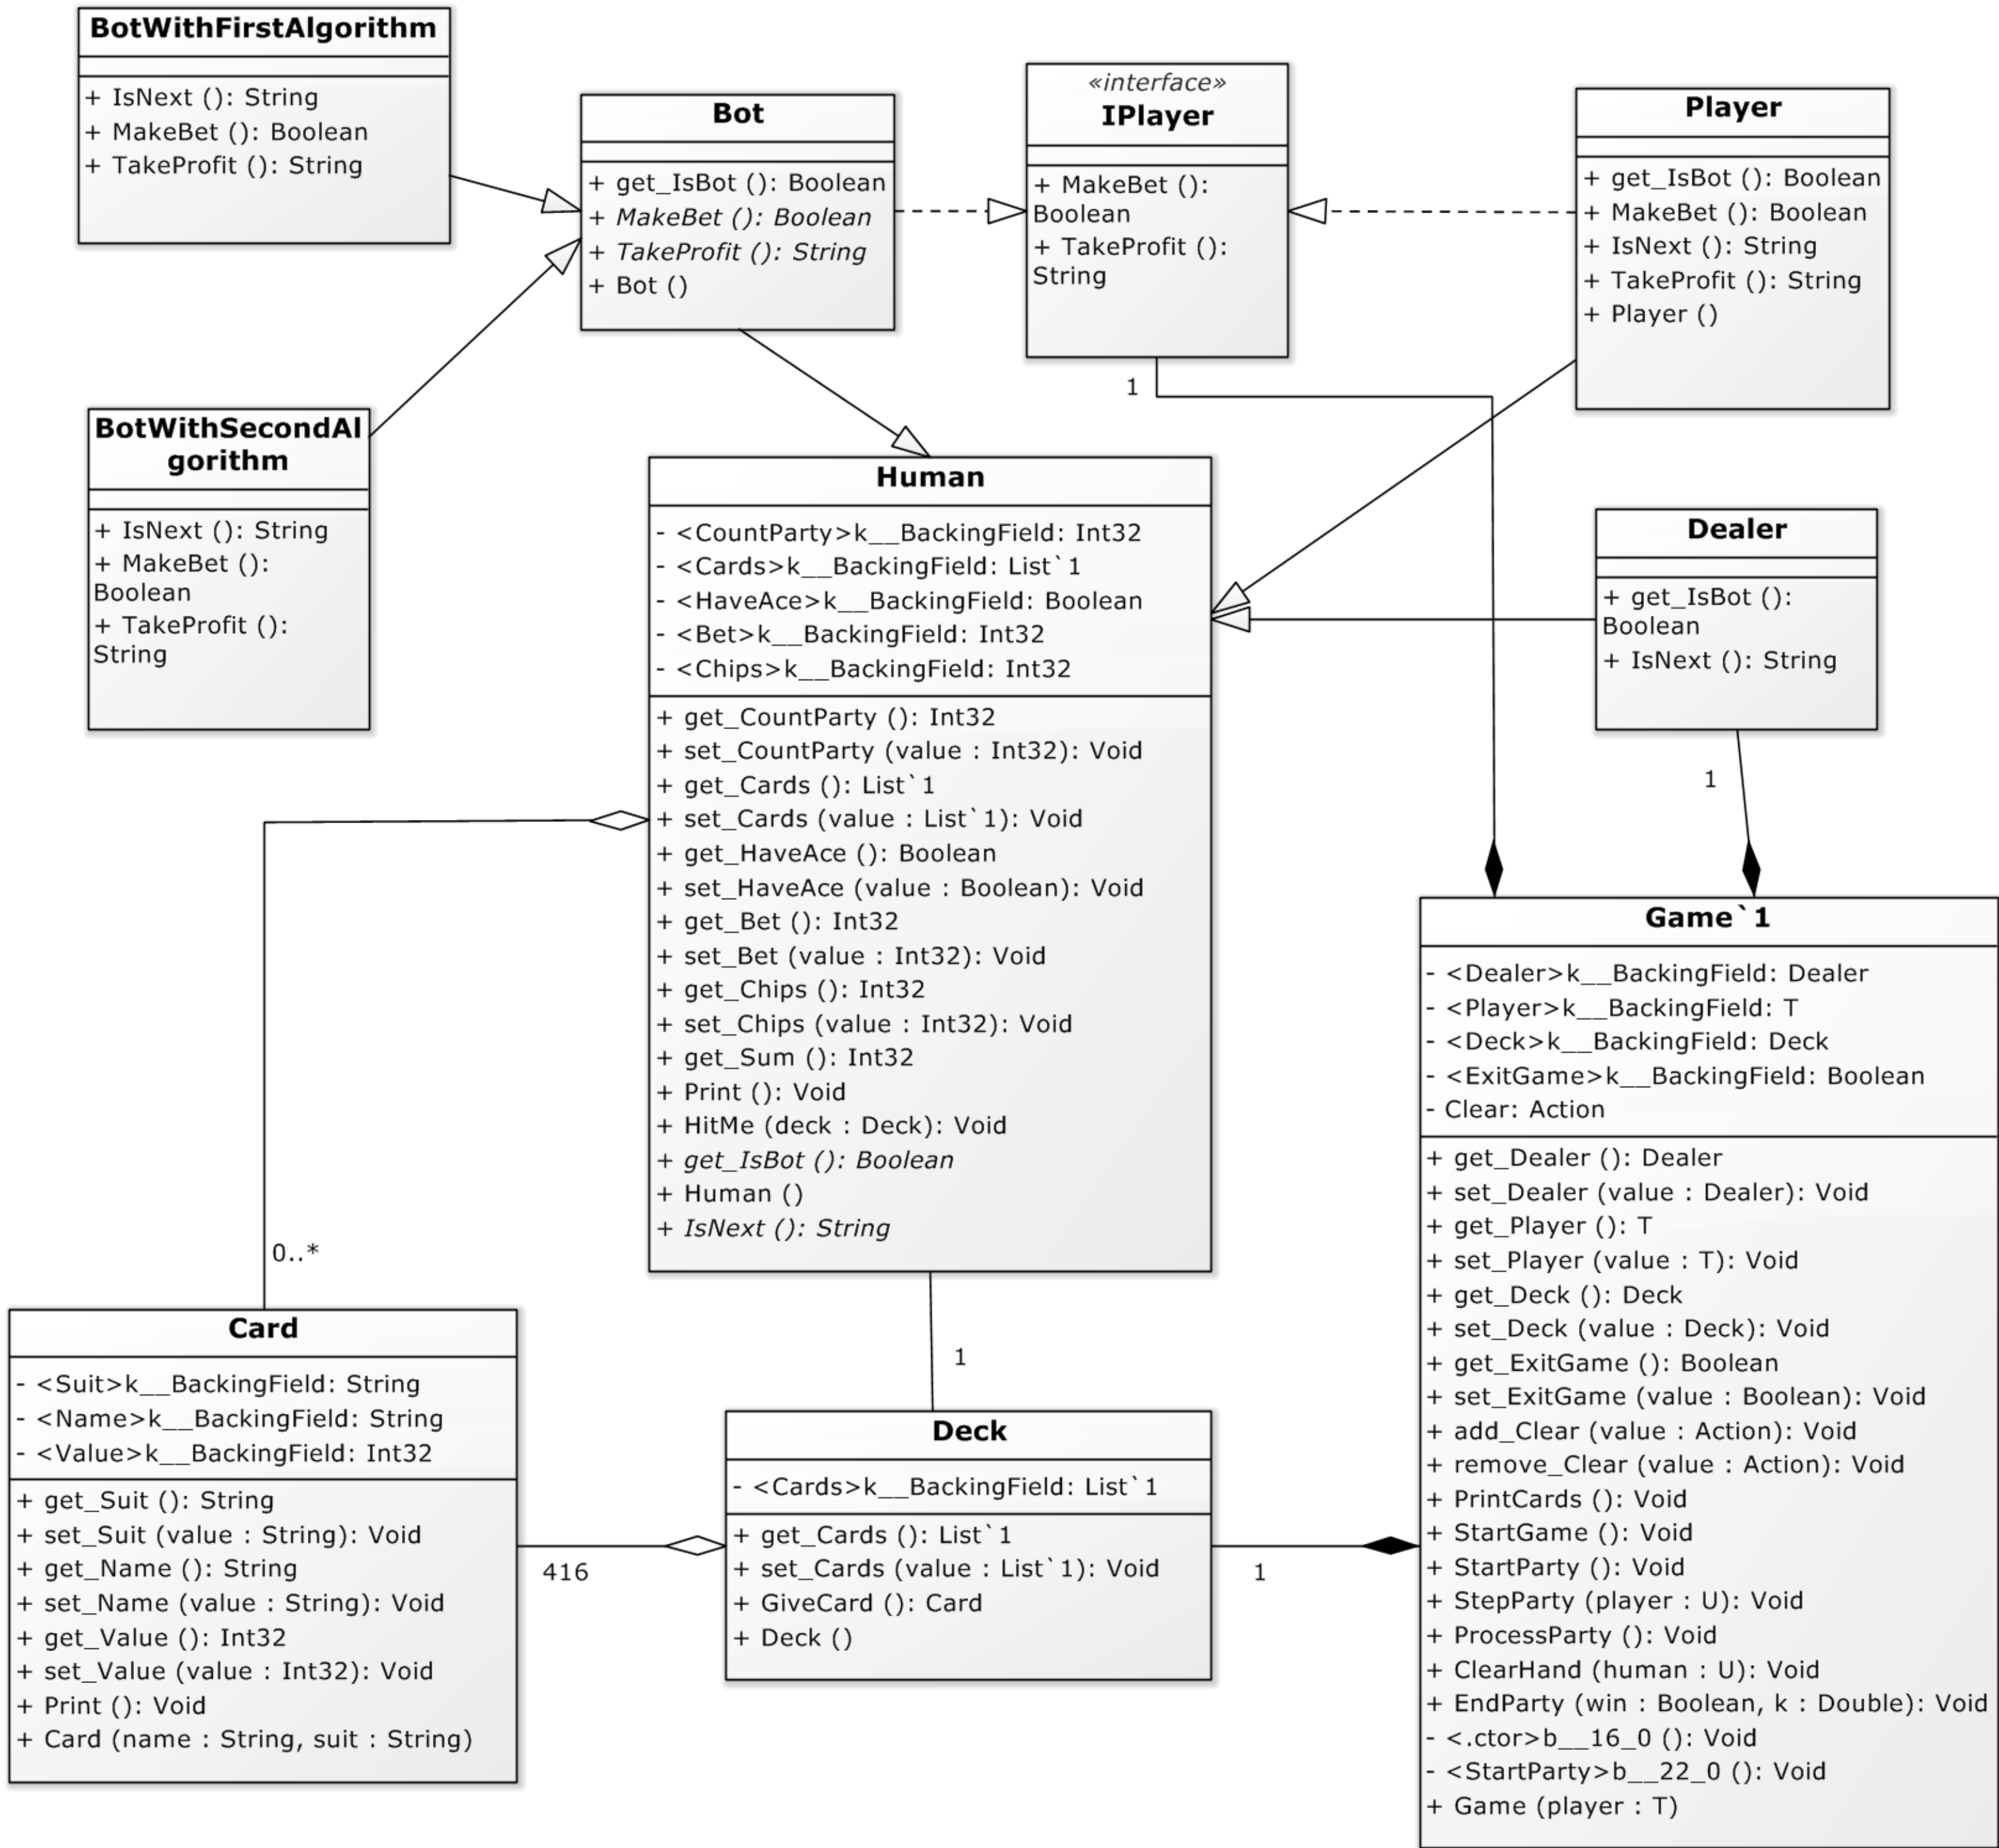 BotWithFirstAlgorithm
+ IsNext (): String
+ MakeBet (): Boolean
+ TakeProfit (): String
Bot
+ get_IsBot (): Boolean
+ MakeBet (): Boolean
+ TakeProfit (): String
+ Bot ()
«interface»
IPlayer
+ MakeBet ():
Boolean
+ TakeProfit ():
String
1
Player
+ get_IsBot (): Boolean
+ MakeBet (): Boolean
+ IsNext (): String
+ TakeProfit (): String
+ Player ()
BotWithSecondAl
gorithm
+ IsNext (): String
+ MakeBet ():
Boolean
+ TakeProfit ():
String
Human
- <CountParty>k__BackingField: Int32
- <Cards>k__BackingField: List`1
- <HaveAce>k__BackingField: Boolean
- <Bet>k__BackingField: Int32
- <Chips>k__BackingField: Int32
+ get_CountParty (): Int32
+ set_CountParty (value : Int32): Void
+ get_Cards (): List`1
+ set_Cards (value : List`1): Void
+ get_HaveAce (): Boolean
+ set_HaveAce (value : Boolean): Void
+ get_Bet (): Int32
+ set_Bet (value : Int32): Void
+ get_Chips (): Int32
+ set_Chips (value : Int32): Void
+ get_Sum (): Int32
+ Print (): Void
+ HitMe (deck : Deck): Void
+ get_IsBot (): Boolean
+ Human ()
+ IsNext (): String
Dealer
+ get_IsBot ():
Boolean
+ IsNext (): String
1
Game`1
- <Dealer>k__BackingField: Dealer
- <Player>k__BackingField: T
- <Deck>k__BackingField: Deck
- <ExitGame>k__BackingField: Boolean
- Clear: Action
+ get_Dealer (): Dealer
+ set_Dealer (value : Dealer): Void
+ get_Player (): T
+ set_Player (value : T): Void
+ get_Deck (): Deck
+ set_Deck (value : Deck): Void
+ get_ExitGame (): Boolean
+ set_ExitGame (value : Boolean): Void
+ add_Clear (value : Action): Void
+ remove_Clear (value : Action): Void
+ PrintCards (): Void
+ StartGame (): Void
+ StartParty (): Void
+ StepParty (player : U): Void
+ ProcessParty (): Void
+ ClearHand (human : U): Void
+ EndParty (win : Boolean, k : Double): Void
- <.ctor>b__16_0 (): Void
- <StartParty>b__22_0 (): Void
+ Game (player : T)
0..*
Card
- <Suit>k__BackingField: String
- <Name>k__BackingField: String
- <Value>k__BackingField: Int32
+ get_Suit (): String
+ set_Suit (value : String): Void
+ get_Name (): String
+ set_Name (value : String): Void
+ get_Value (): Int32
+ set_Value (value : Int32): Void
+ Print (): Void
+ Card (name : String, suit : String)
416
1
Deck
- <Cards>k__BackingField: List`1
+ get_Cards (): List`1
+ set_Cards (value : List`1): Void
+ GiveCard (): Card
+ Deck ()
1